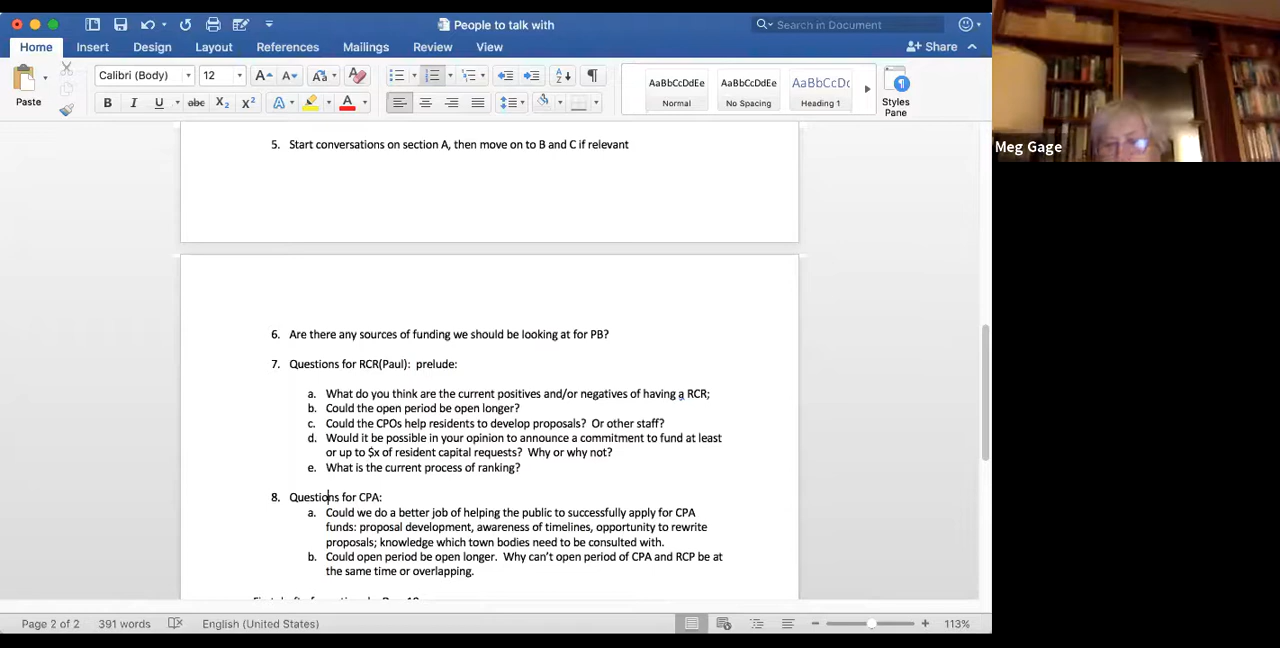 People to talk with
Search in Document
Home Insert Design Layout References Mailings Review View
Share
Paste
Calibri (Body) 12
AaBbCcDdEe AaBbCcDdEe AaBbCcDc
Normal No Spacing Heading 1
Styles Pane
Meg Gage
5. Start conversations on section A, then move on to B and C if relevant
6. Are there any sources of funding we should be looking at for PB?
7. Questions for RCR(Paul): prelude:
a. What do you think are the current positives and/or negatives of having a RCR;
b. Could the open period be open longer?
c. Could the CPOs help residents to develop proposals? Or other staff?
d. Would it be possible in your opinion to announce a commitment to fund at least
or up to $x of resident capital requests? Why or why not?
e. What is the current process of ranking?
8. Questions for CPA:
a. Could we do a better job of helping the public to successfully apply for CPA
funds: proposal development, awareness of timelines, opportunity to rewrite
proposals; knowledge which town bodies need to be consulted with.
b. Could open period be open longer. Why can't open period of CPA and RCP be at
the same time or overlapping.
Page 2 of 2 391 words English (United States) 113%